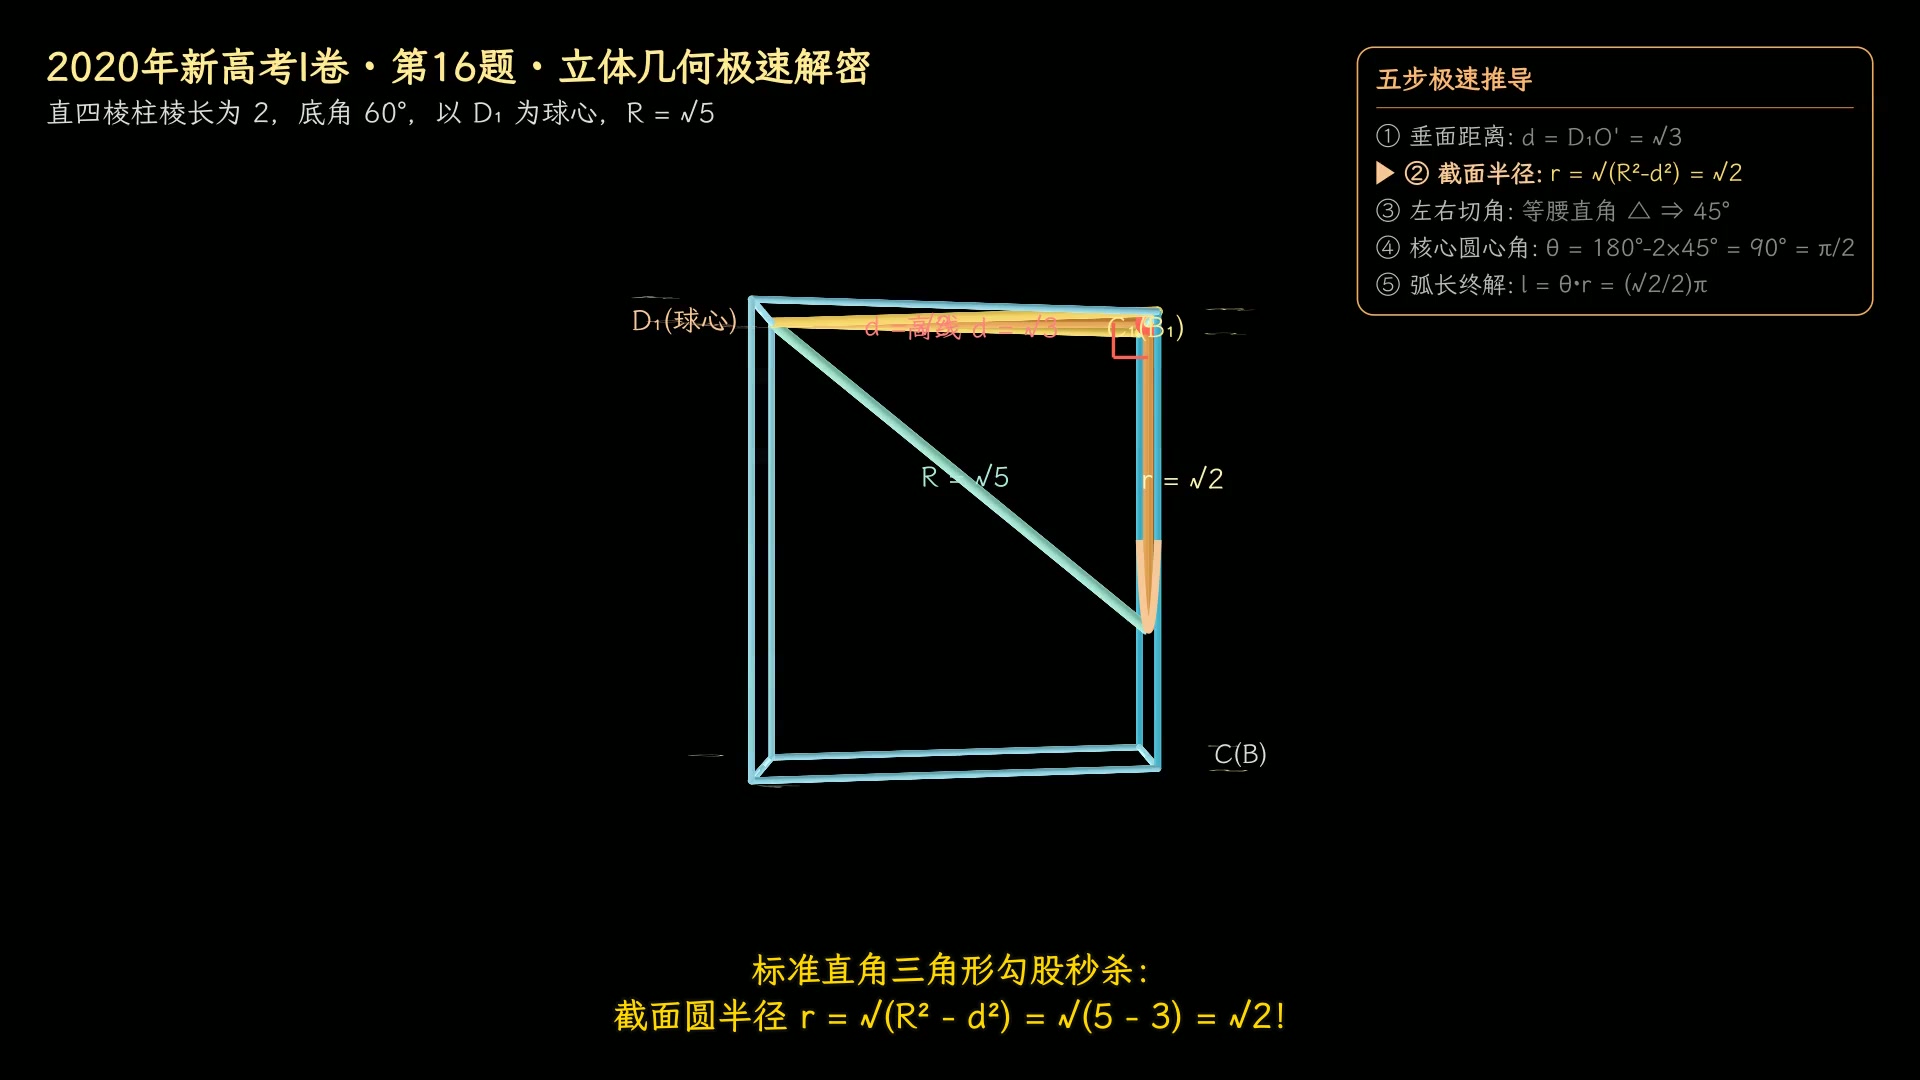 2020年新高考I卷・第16题・立体几何极速解密
直四棱柱棱长为 2，底角 60°，以 D₁ 为球心，R = √5
五步极速推导
① 垂面距离: d = D₁O' = √3
▶ ② 截面半径: r = √(R²-d²) = √2
③ 左右切角: 等腰直角 △ ⇒ 45°
④ 核心圆心角: θ = 180°-2×45° = 90° = π/2
⑤ 弧长终解: l = θ·r = (√2/2)π
D₁(球心)
高线 d = √3
C₁(B₁)
R = √5
r = √2
C(B)
标准直角三角形勾股秒杀：
截面圆半径 r = √(R² - d²) = √(5 - 3) = √2！